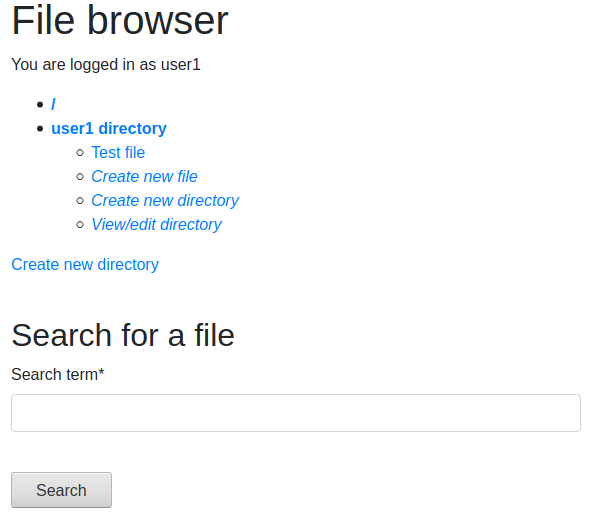 File browser
You are logged in as user1
/
user1 directory
Test file
Create new file
Create new directory
View/edit directory
Create new directory
Search for a file
Search term*
Search